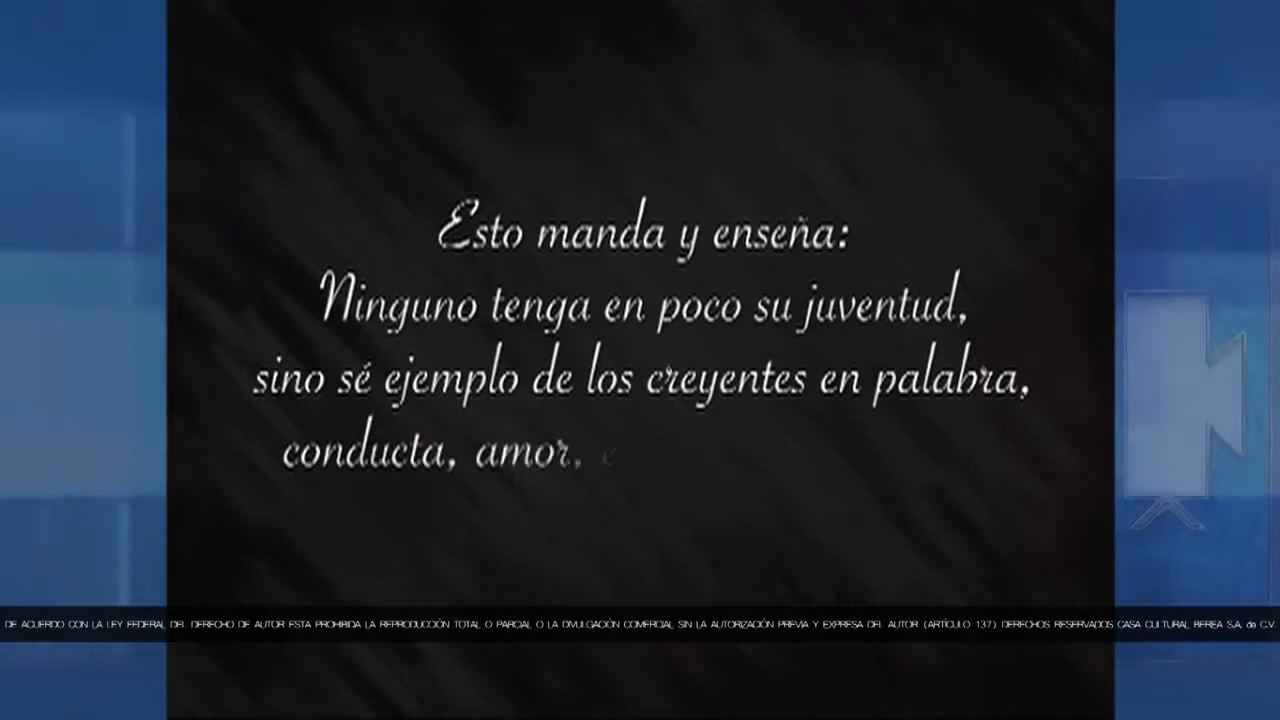 Esto manda y enseña:
Ninguno tenga en poco su juventud,
sino sé ejemplo de los creyentes en palabra,
conducta, amor, e
DE ACUERDO CON LA LEY FEDERAL DEL DERECHO DE AUTOR ESTA PROHIBIDA LA REPRODUCCIÓN TOTAL O PARCIAL O LA DIVULGACIÓN COMERCIAL SIN LA AUTORIZACIÓN PREVIA Y EXPRESA DEL AUTOR (ARTÍCULO 137) DERECHOS RESERVADOS CASA CULTURAL BEREA S.A. de C.V.